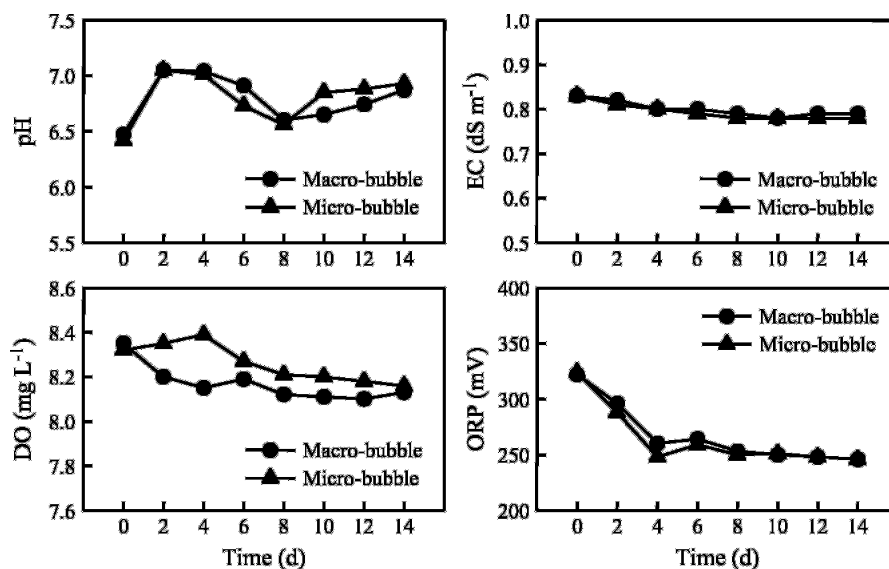 7.5
7.0
6.5
6.0
5.5
pH
Macro-bubble
Micro-bubble
0 2 4 6 8 10 12 14
1.0
0.9
0.8
0.7
0.6
0.5
EC (dS m⁻¹)
Macro-bubble
Micro-bubble
0 2 4 6 8 10 12 14
8.6
8.4
8.2
8.0
7.8
7.6
DO (mg L⁻¹)
Macro-bubble
Micro-bubble
0 2 4 6 8 10 12 14
Time (d)
400
350
300
250
200
ORP (mV)
Macro-bubble
Micro-bubble
0 2 4 6 8 10 12 14
Time (d)